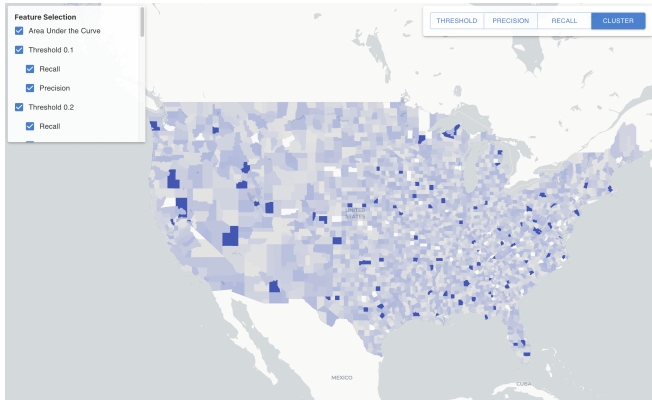 Feature Selection
Area Under the Curve
Threshold 0.1
Recall
Precision
Threshold 0.2
Recall
THRESHOLD PRECISION RECALL CLUSTER
UNITED
STATES
MEXICO
CUBA